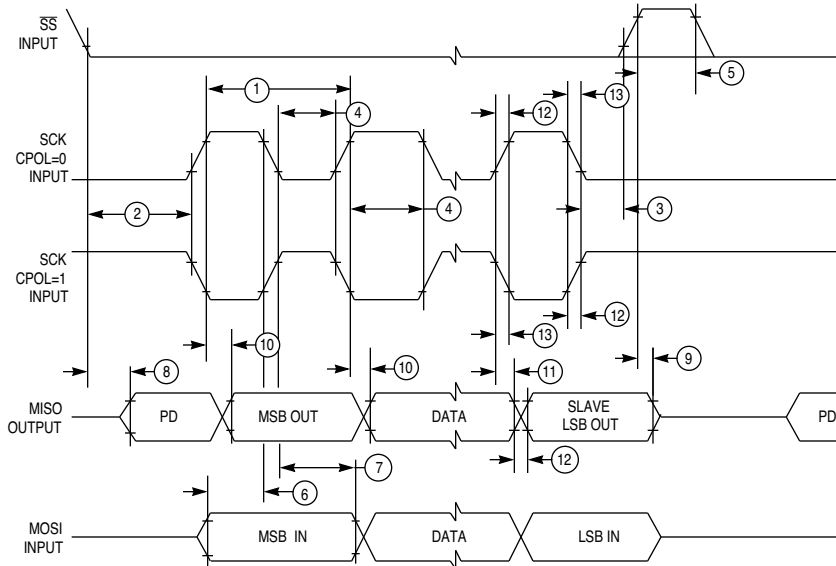 SS
INPUT
5
1
13
12
4
SCK
CPOL=0
INPUT
2
4
3
SCK
CPOL=1
INPUT
12
13
10
10
11
9
8
MISO
OUTPUT
PD
MSB OUT
DATA
SLAVE
LSB OUT
PD
12
7
6
MOSI
INPUT
MSB IN
DATA
LSB IN